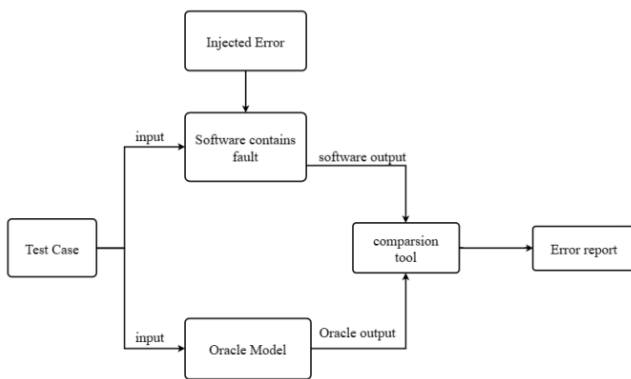 Injected Error
input
Software contains
fault
software output
Test Case
comparsion
tool
Error report
input
Oracle Model
Oracle output